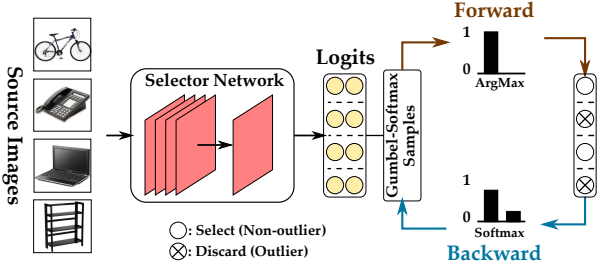 Source Images
Selector Network
Logits
Gumbel-Softmax
Samples
Forward
1
0
ArgMax
1
0
Softmax
Backward
: Select (Non-outlier)
: Discard (Outlier)